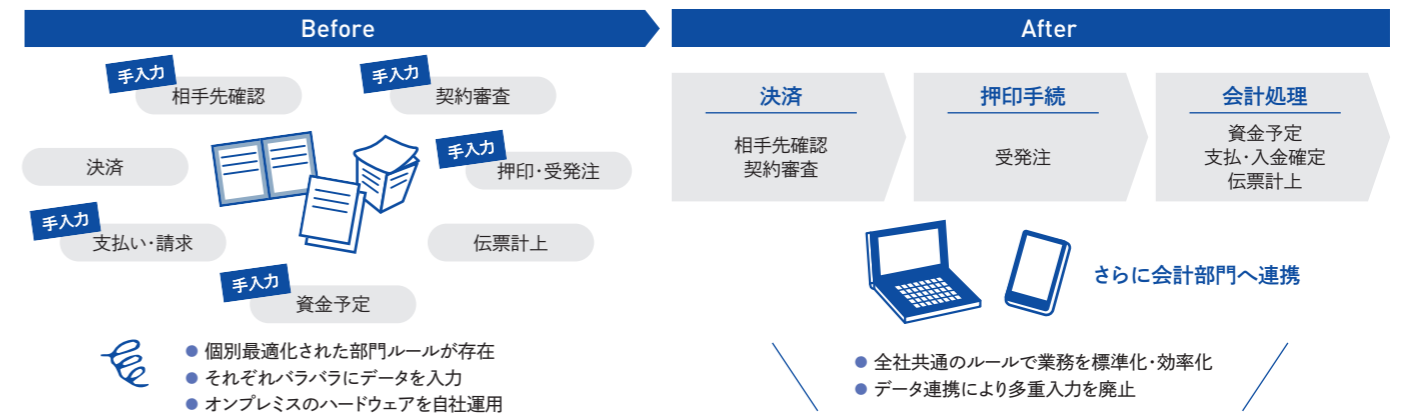 Before
手入力
相手先確認
手入力
契約審査
決済
手入力
押印・受発注
手入力
支払い・請求
伝票計上
手入力
資金予定
● 個別最適化された部門ルールが存在
● それぞれバラバラにデータを入力
● オンプレミスのハードウェアを自社運用
After
決済
相手先確認
契約審査
押印手続
受発注
会計処理
資金予定
支払・入金確定
伝票計上
さらに会計部門へ連携
● 全社共通のルールで業務を標準化・効率化
● データ連携により多重入力を廃止